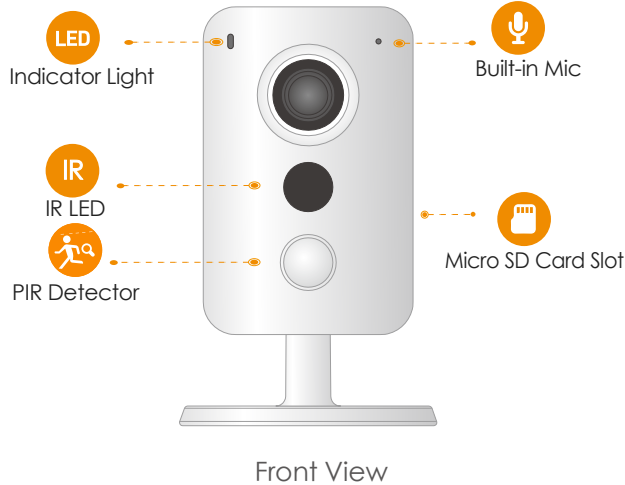 LED
Indicator Light
Built-in Mic
IR
IR LED
Micro SD Card Slot
PIR Detector
Front View